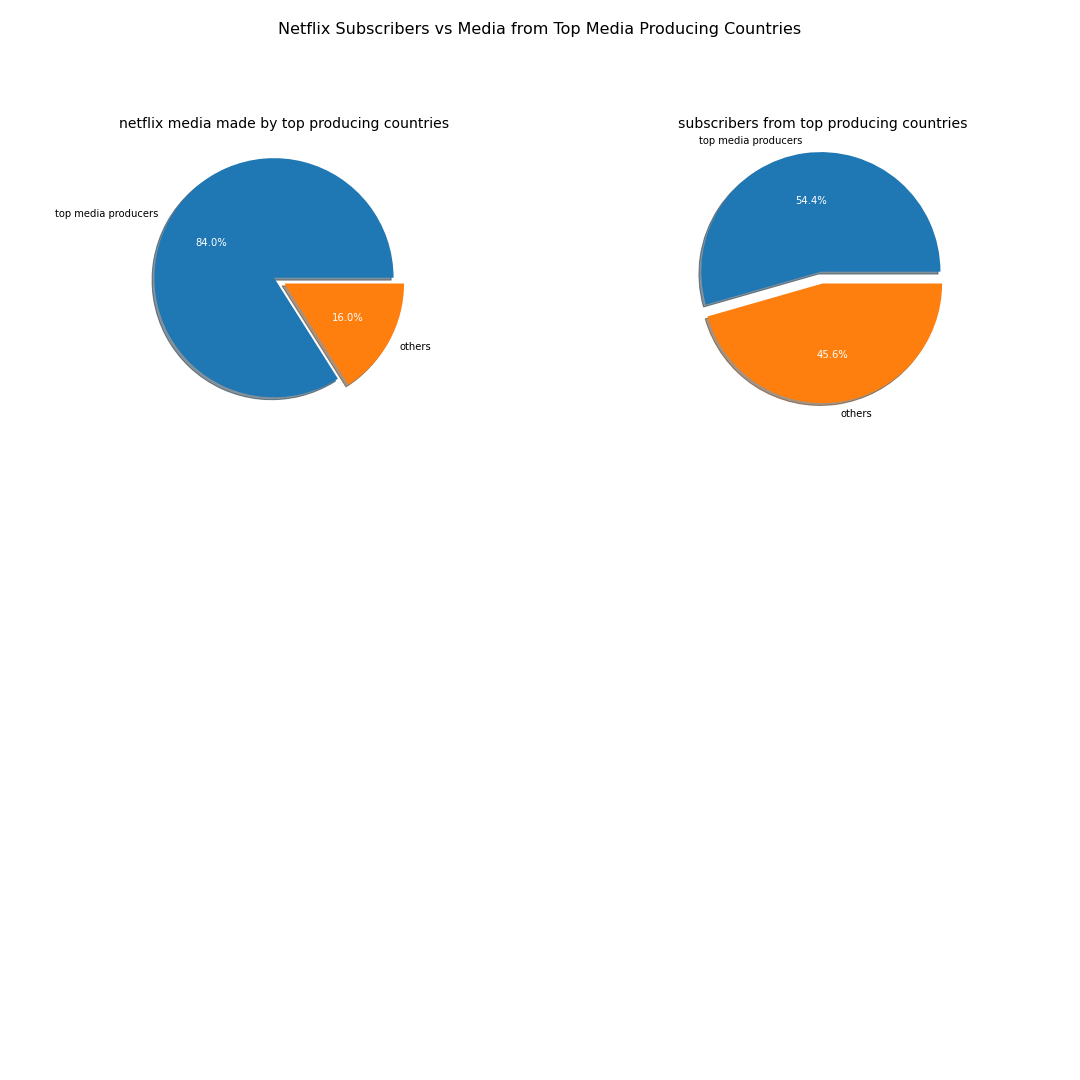 Netflix Subscribers vs Media from Top Media Producing Countries
netflix media made by top producing countries
top media producers
84.0%
16.0%
others
subscribers from top producing countries
top media producers
54.4%
45.6%
others